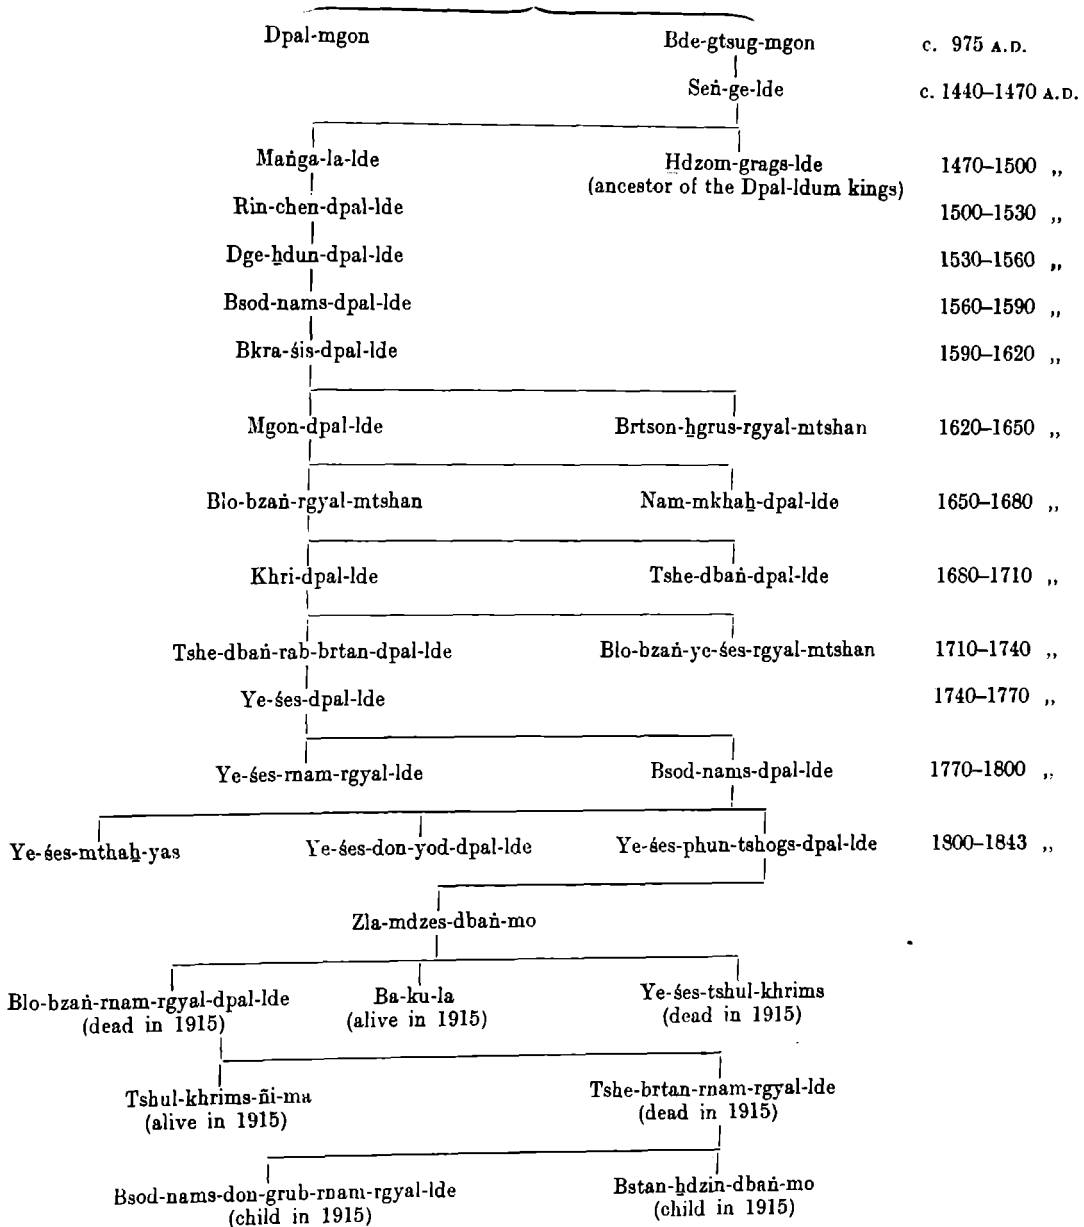 Dpal-mgon Bde-gtsug-mgon c. 975 A.D.
Seṅ-ge-lde c. 1440–1470 A.D.
Maṅga-la-lde Ḫdzom-grags-lde 1470–1500 „
(ancestor of the Dpal-ldum kings)
Rin-chen-dpal-lde 1500–1530 „
Dge-ẖdun-dpal-lde 1530–1560 „
Bsod-nams-dpal-lde 1560–1590 „
Bkra-śis-dpal-lde 1590–1620 „
Mgon-dpal-lde Brtson-ẖgrus-rgyal-mtshan 1620–1650 „
Blo-bzaṅ-rgyal-mtshan Nam-mkhaẖ-dpal-lde 1650–1680 „
Khri-dpal-lde Tshe-dbaṅ-dpal-lde 1680–1710 „
Tshe-dbaṅ-rab-brtan-dpal-lde Blo-bzaṅ-ye-śes-rgyal-mtshan 1710–1740 „
Ye-śes-dpal-lde 1740–1770 „
Ye-śes-rnam-rgyal-lde Bsod-nams-dpal-lde 1770–1800 „
Ye-śes-mthaẖ-yas Ye-śes-don-yod-dpal-lde Ye-śes-phun-tshogs-dpal-lde 1800–1843 „
Zla-mdzes-dbaṅ-mo
Blo-bzaṅ-rnam-rgyal-dpal-lde Ba-ku-la Ye-śes-tshul-khrims
(dead in 1915) (alive in 1915) (dead in 1915)
Tshul-khrims-ñi-ma Tshe-brtan-rnam-rgyal-lde
(alive in 1915) (dead in 1915)
Bsod-nams-don-grub-rnam-rgyal-lde Bstan-ẖdzin-dbaṅ-mo
(child in 1915) (child in 1915)